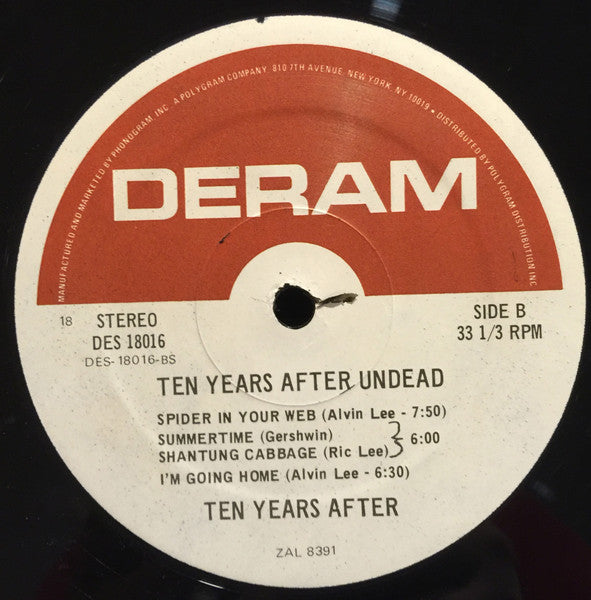 MANUFACTURED AND MARKETED BY PHONOGRAM, INC. A POLYGRAM COMPANY, 810 7TH AVENUE, NEW YORK, NY 10019 • DISTRIBUTED BY POLYGRAM DISTRIBUTION INC
DERAM
18 STEREO
DES 18016
DES-18016-BS
SIDE B
33 1/3 RPM
TEN YEARS AFTER UNDEAD
SPIDER IN YOUR WEB (Alvin Lee - 7:50)
SUMMERTIME (Gershwin)
SHANTUNG CABBAGE (Ric Lee)
6:00
I'M GOING HOME (Alvin Lee - 6:30)
TEN YEARS AFTER
ZAL 8391